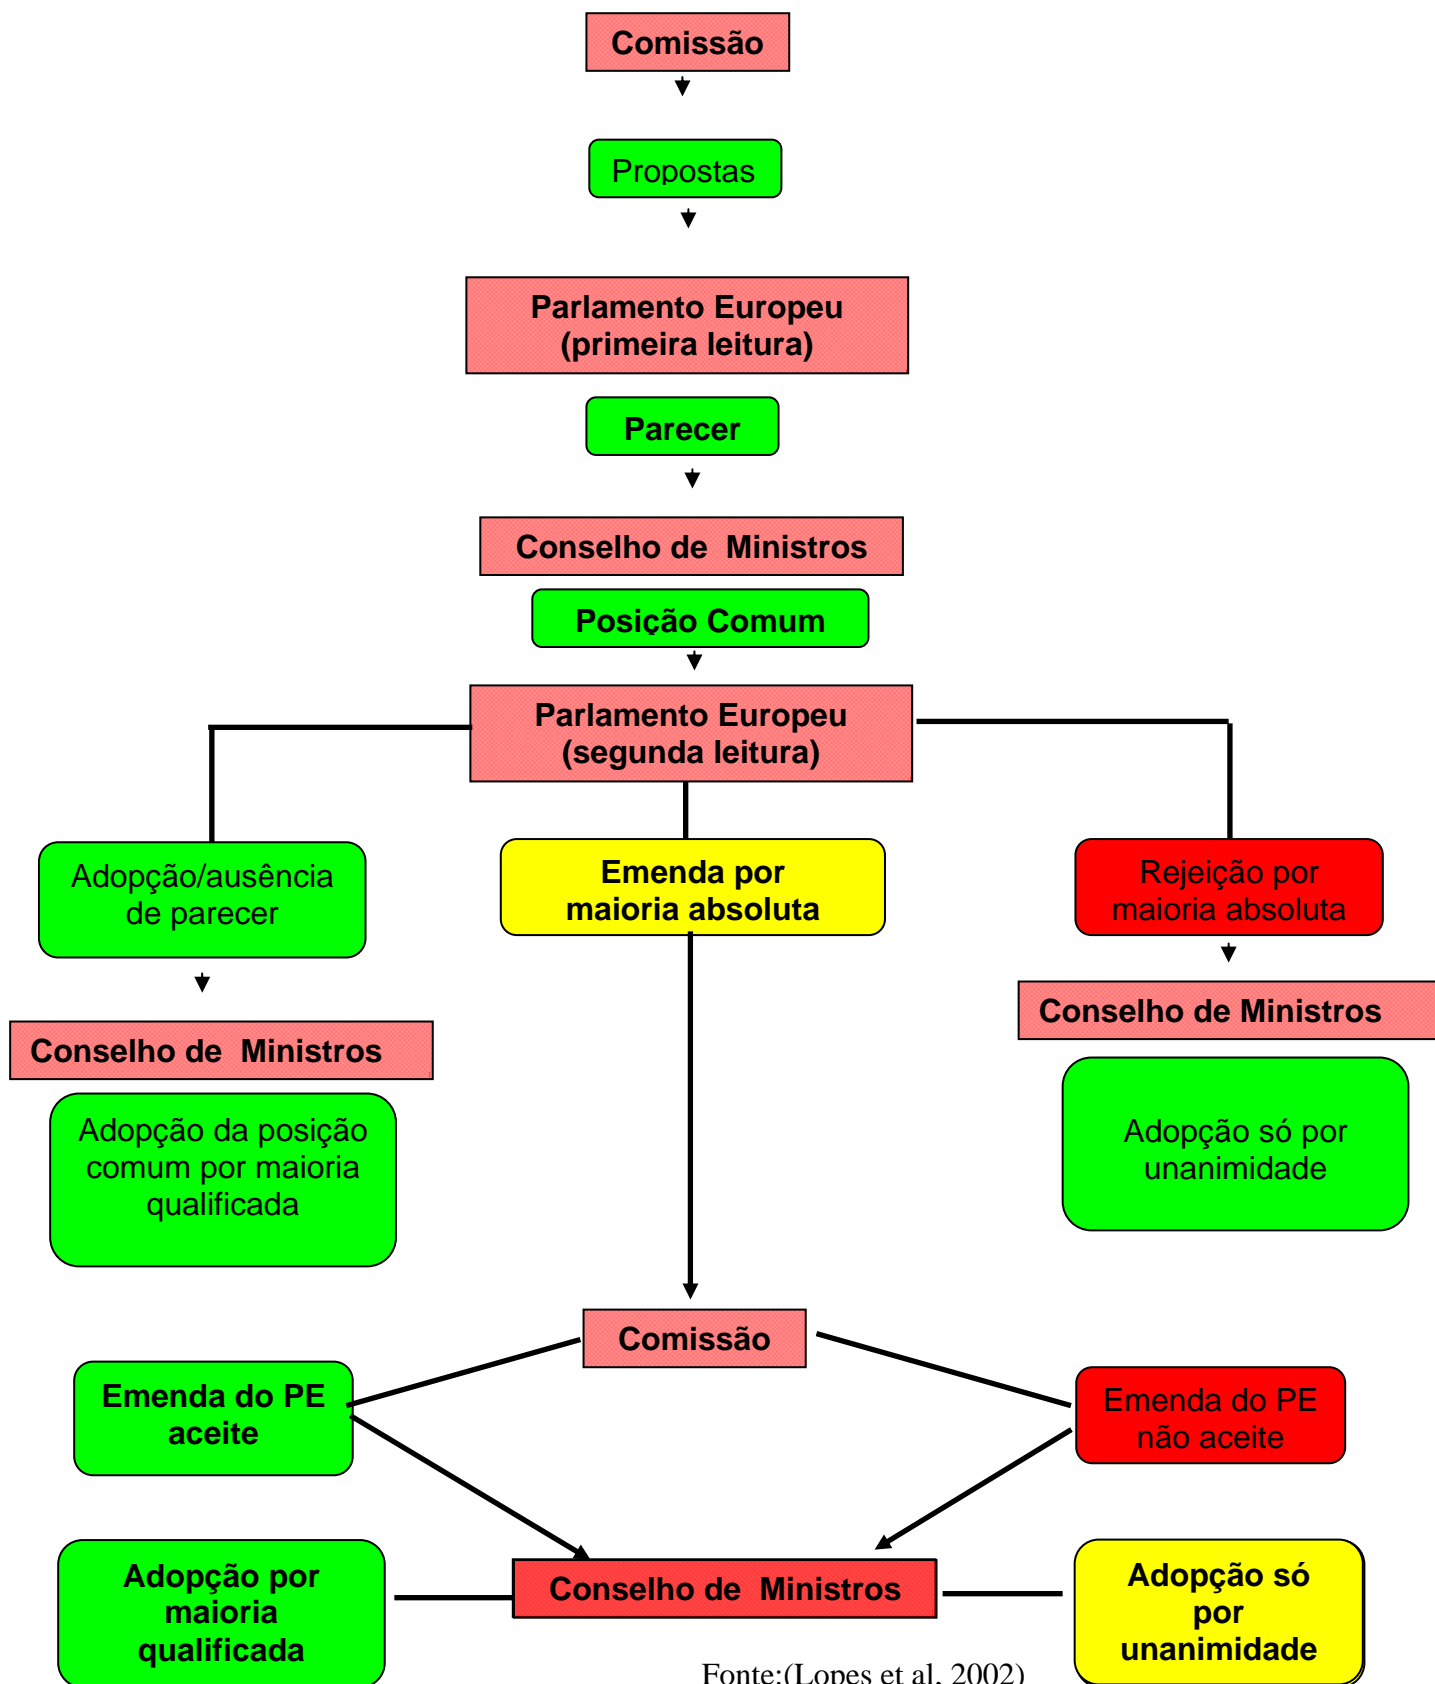 Comissão
Propostas
Parlamento Europeu
(primeira leitura)
Parecer
Conselho de  Ministros
Posição Comum
Parlamento Europeu
(segunda leitura)
Adopção/ausência
de parecer
Emenda por
maioria absoluta
Rejeição por
maioria absoluta
Conselho de  Ministros
Conselho de Ministros
Adopção da posição
comum por maioria
qualificada
Adopção só por
unanimidade
Comissão
Emenda do PE
aceite
Emenda do PE
não aceite
Conselho de  Ministros
Adopção por
maioria
qualificada
Adopção só
por
unanimidade
Fonte:(Lopes et al, 2002)